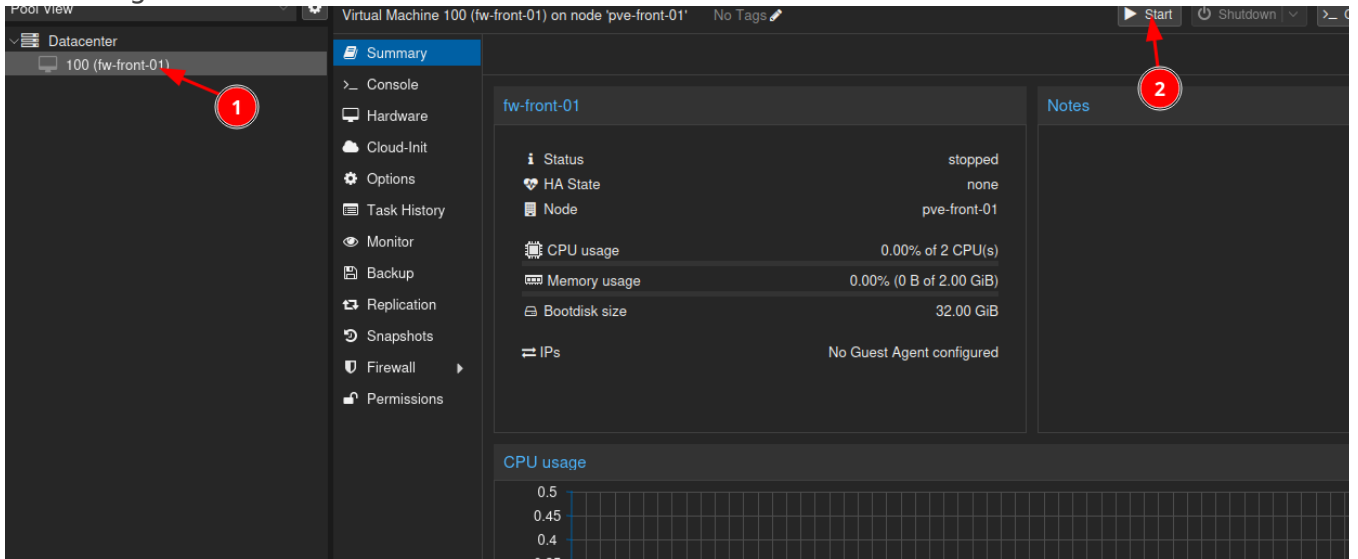 Pool View
Virtual Machine 100 (fw-front-01) on node 'pve-front-01' No Tags
Start
Shutdown
Datacenter
100 (fw-front-01)
1
2
Summary
Console
Hardware
Cloud-Init
Options
Task History
Monitor
Backup
Replication
Snapshots
Firewall
Permissions
fw-front-01
Notes
Status stopped
HA State none
Node pve-front-01
CPU usage 0.00% of 2 CPU(s)
Memory usage 0.00% (0 B of 2.00 GiB)
Bootdisk size 32.00 GiB
IPs No Guest Agent configured
CPU usage
0.5
0.45
0.4